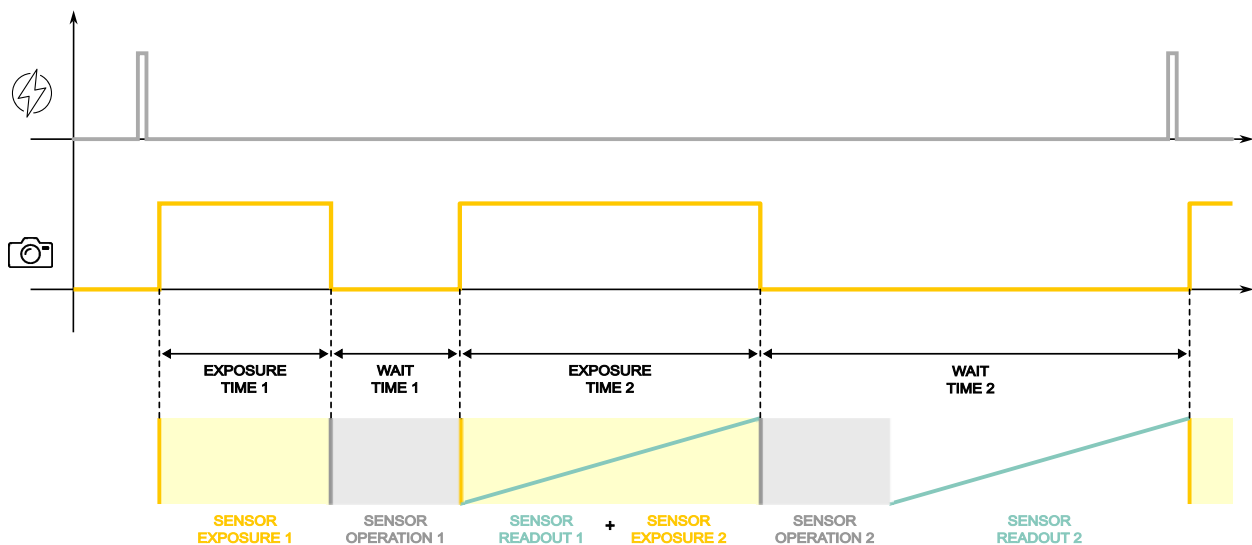 EXPOSURE
TIME 1
WAIT
TIME 1
EXPOSURE
TIME 2
WAIT
TIME 2
SENSOR
EXPOSURE 1
SENSOR
OPERATION 1
SENSOR
READOUT 1
+
SENSOR
EXPOSURE 2
SENSOR
OPERATION 2
SENSOR
READOUT 2